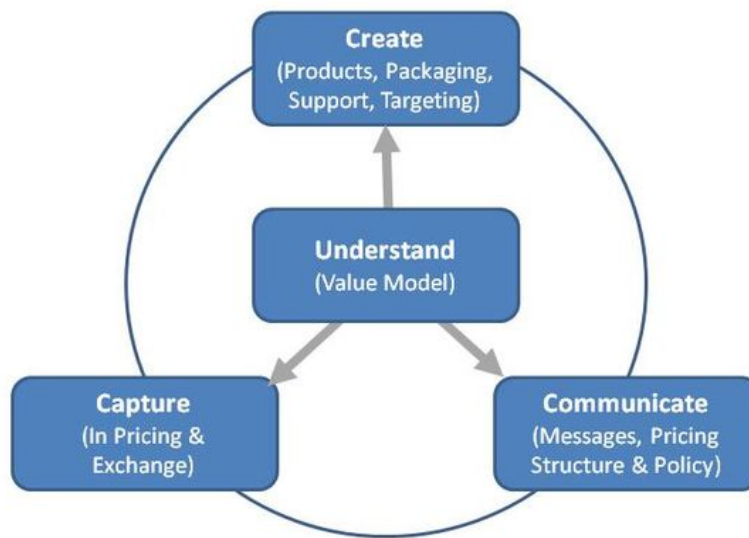 Create
(Products, Packaging,
Support, Targeting)
Understand
(Value Model)
Capture
(In Pricing &
Exchange)
Communicate
(Messages, Pricing
Structure & Policy)